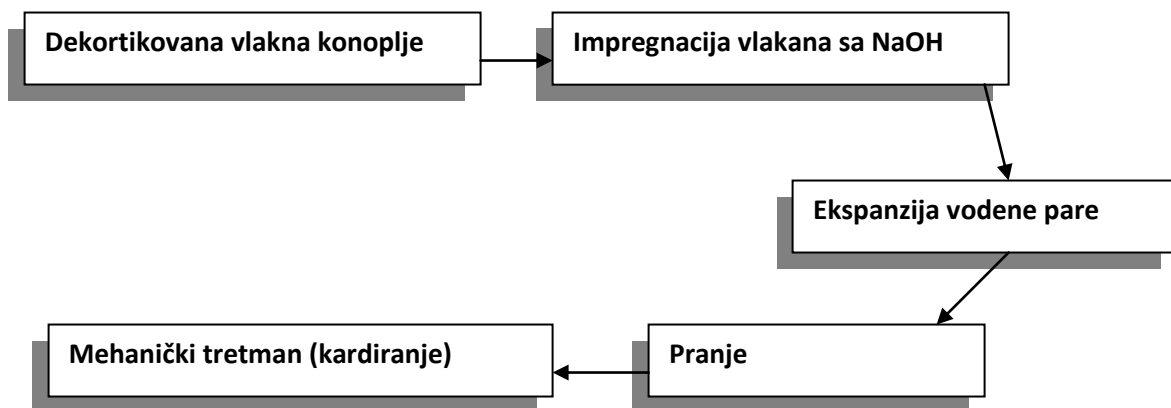 Dekortikovana vlakna konoplje
Impregnacija vlakana sa NaOH
Ekspanzija vodene pare
Pranje
Mehanički tretman (kardiranje)